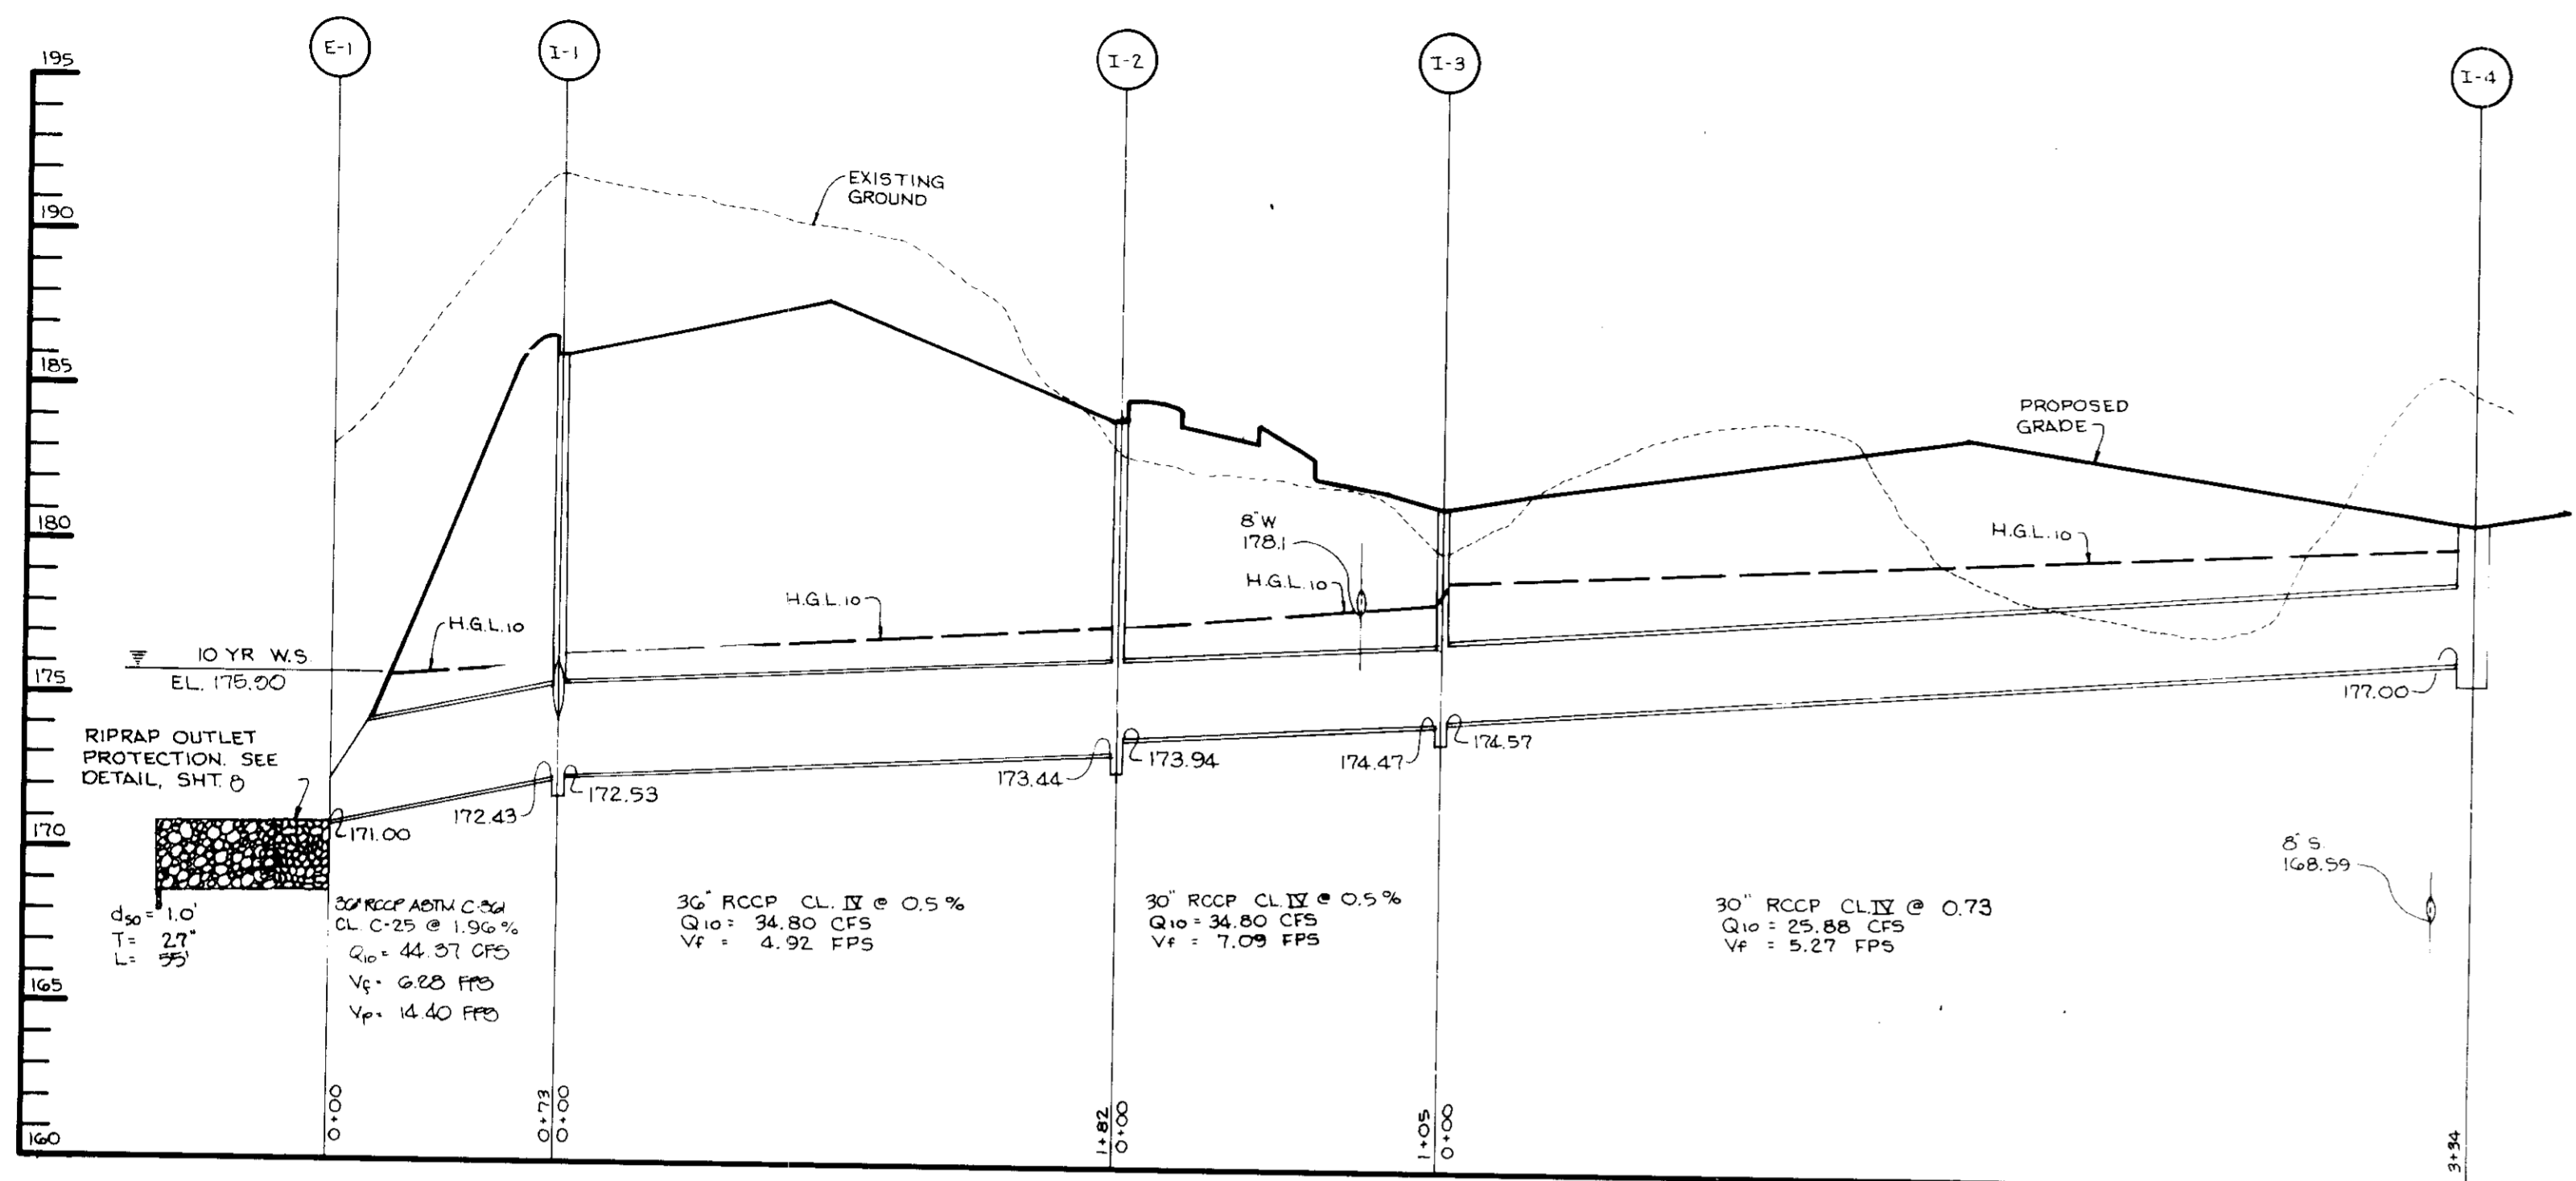 E-1
I-1
I-2
I-3
I-4
195
190
185
180
175
170
165
160
EXISTING
GROUND
PROPOSED
GRADE
8"W
178.1
H.G.L.10
H.G.L.10
H.G.L.10
H.G.L.10
10 YR W.S.
EL. 175.90
RIPRAP OUTLET
PROTECTION. SEE
DETAIL, SHT. 8
171.00
172.43
172.53
173.44
173.94
174.47
174.57
177.00
8" S.
168.59
d50 = 1.0'
T= 27"
L= 55'
36" RCCP ASTM C-361
CL. C-25 @ 1.96 %
Q10 = 44.37 CFS
Vf = 6.28 FPS
Vp = 14.40 FPS
36" RCCP CL. IV @ 0.5 %
Q10 = 34.80 CFS
Vf = 4.92 FPS
30" RCCP CL. IV @ 0.5 %
Q10 = 34.80 CFS
Vf = 7.09 FPS
30" RCCP CL. IV @ 0.73
Q10 = 25.88 CFS
Vf = 5.27 FPS
0+00
0+73
0+00
1+82
0+00
1+05
0+00
3+34